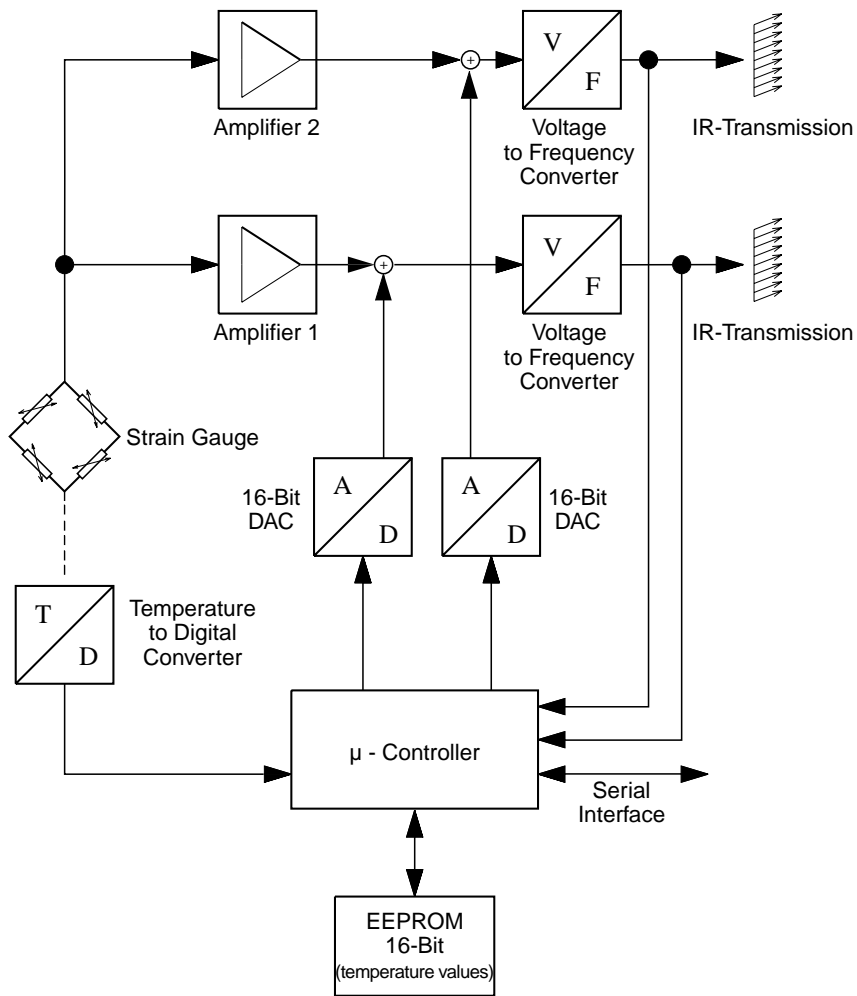 V
F
Amplifier 2
Voltage
to Frequency
Converter
IR-Transmission
+
V
F
Amplifier 1
Voltage
to Frequency
Converter
IR-Transmission
+
Strain Gauge
16-Bit
DAC
A
D
A
D
16-Bit
DAC
T
D
Temperature
to Digital
Converter
µ - Controller
Serial
Interface
EEPROM
16-Bit
(temperature values)